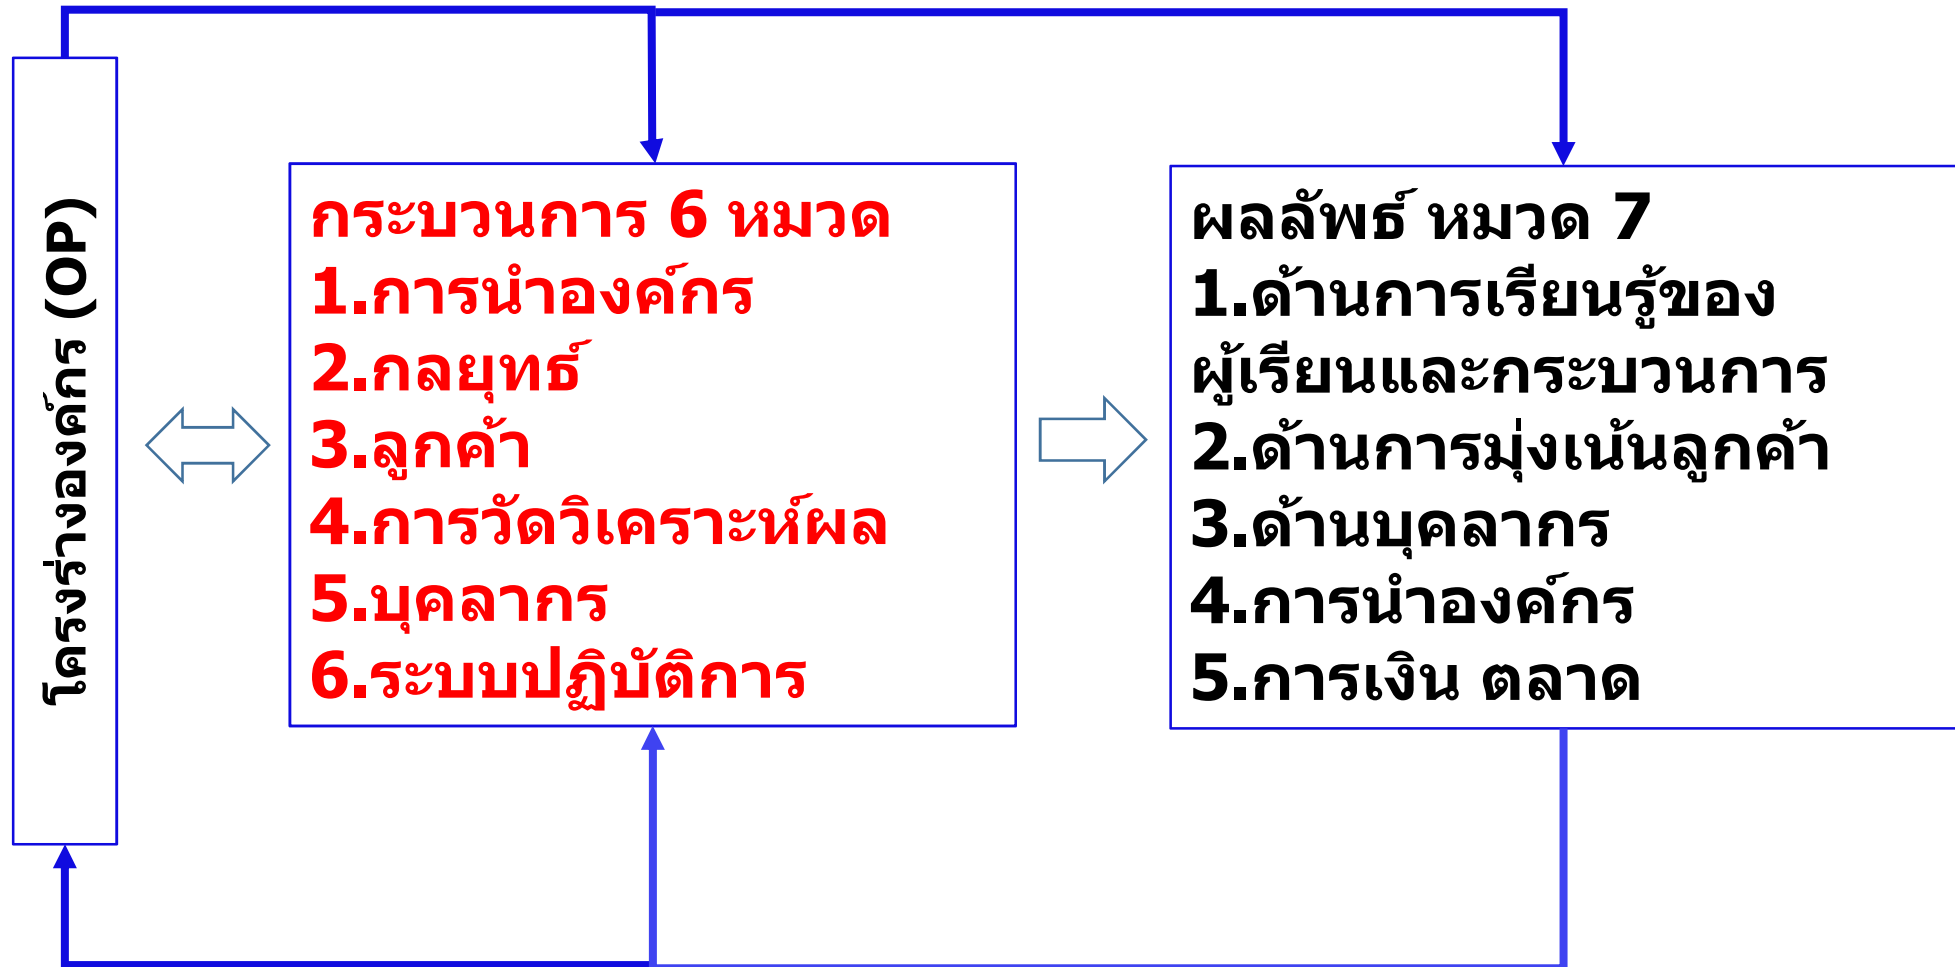 โครงร่างองค์กร (OP)
กระบวนการ 6 หมวด
1.การนำองค์กร
2.กลยุทธ์
3.ลูกค้า
4.การวัดวิเคราะห์ผล
5.บุคลากร
6.ระบบปฏิบัติการ
ผลลัพธ์ หมวด 7
1.ด้านการเรียนรู้ของ
ผู้เรียนและกระบวนการ
2.ด้านการมุ่งเน้นลูกค้า
3.ด้านบุคลากร
4.การนำองค์กร
5.การเงิน ตลาด